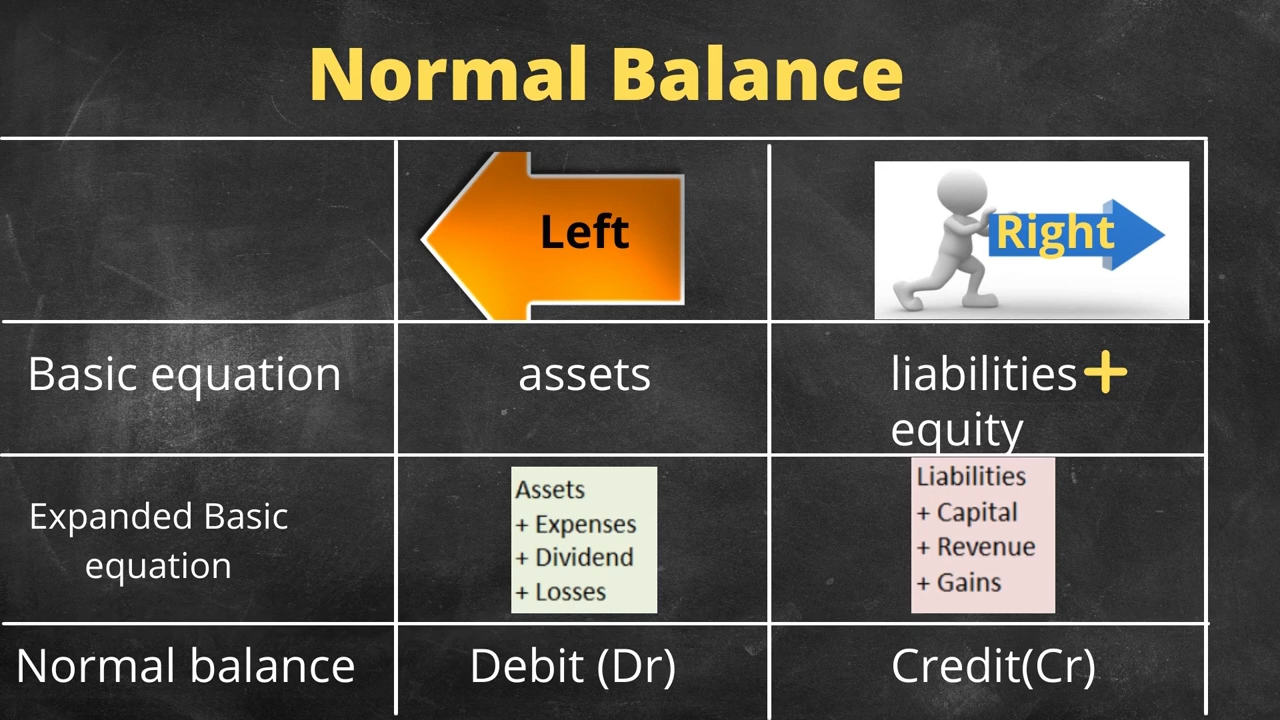 Normal Balance
Left
Right
Basic equation
assets
liabilities+
equity
Expanded Basic
equation
Assets
+ Expenses
+ Dividend
+ Losses
Liabilities
+ Capital
+ Revenue
+ Gains
Normal balance
Debit (Dr)
Credit(Cr)